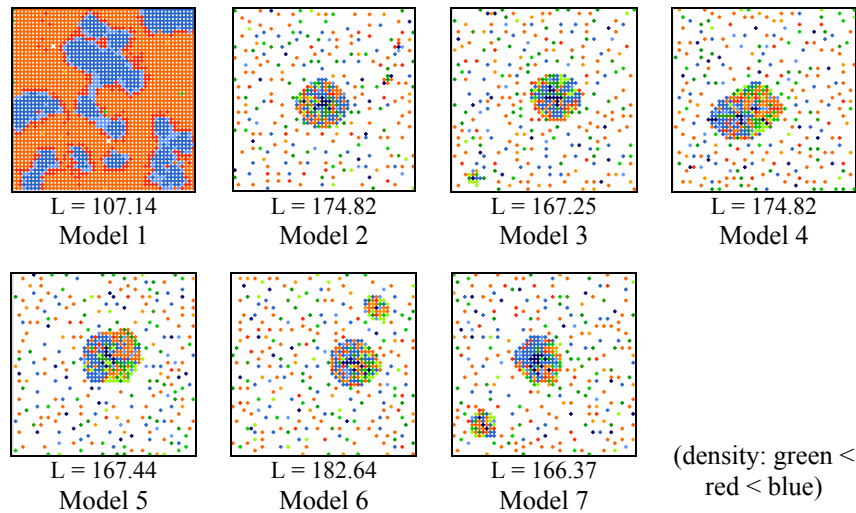 L = 107.14
Model 1
L = 174.82
Model 2
L = 167.25
Model 3
L = 174.82
Model 4
L = 167.44
Model 5
L = 182.64
Model 6
L = 166.37
Model 7
(density: green <
red < blue)